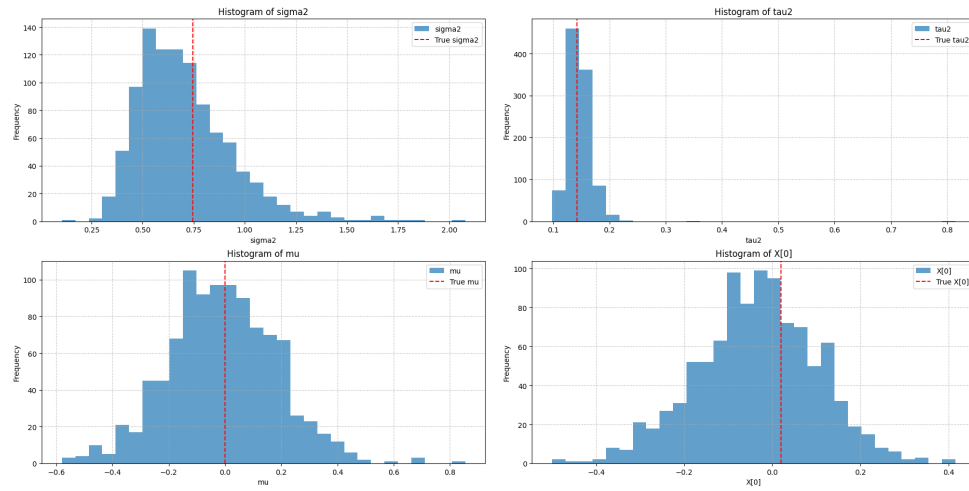 Histogram of sigma2
140
120
100
80
60
40
20
0
Frequency
0.25 0.50 0.75 1.00 1.25 1.50 1.75 2.00
sigma2
sigma2
True sigma2
Histogram of tau2
400
300
200
100
0
Frequency
0.1 0.2 0.3 0.4 0.5 0.6 0.7 0.8
tau2
tau2
True tau2
Histogram of mu
100
80
60
40
20
0
Frequency
−0.6 −0.4 −0.2 0.0 0.2 0.4 0.6 0.8
mu
mu
True mu
Histogram of X[0]
100
80
60
40
20
0
Frequency
−0.4 −0.2 0.0 0.2 0.4
X[0]
X[0]
True X[0]